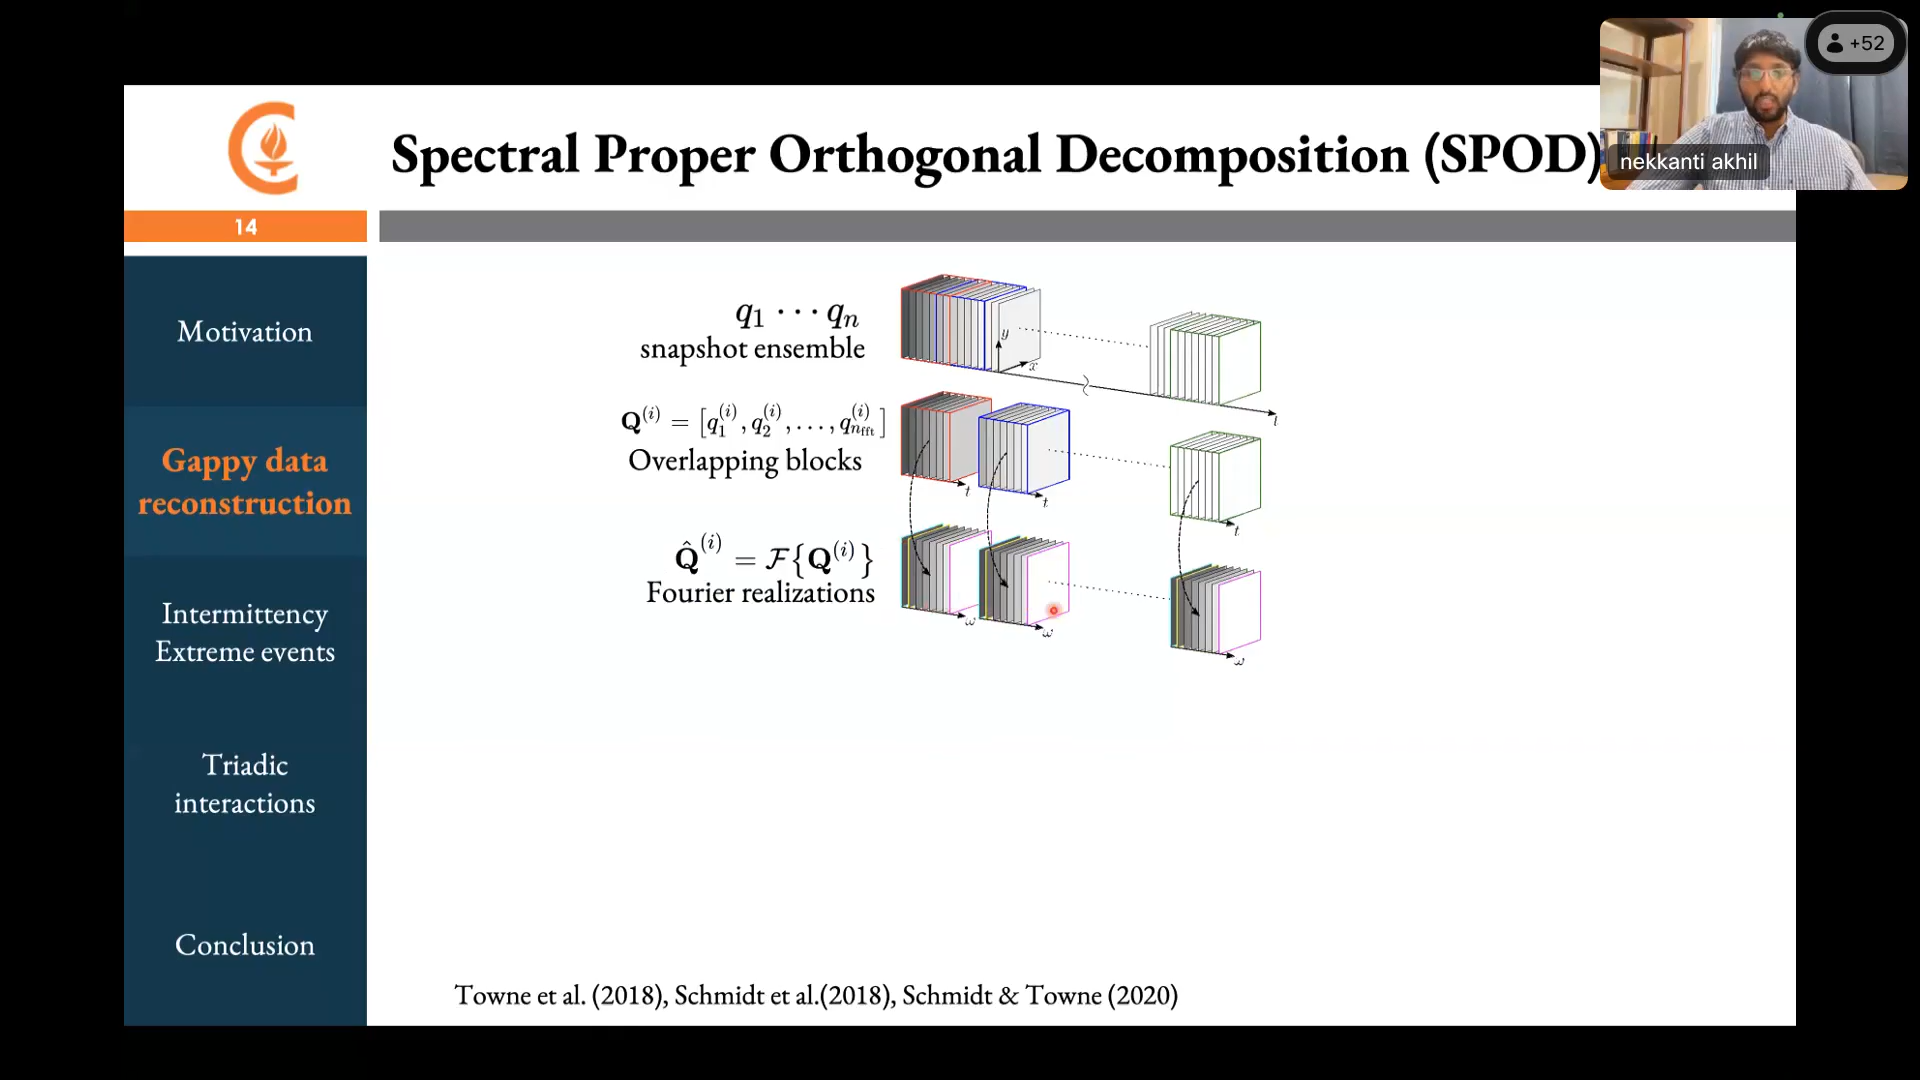 +52
nekkanti akhil
Spectral Proper Orthogonal Decomposition (SPOD)
14
Motivation
Gappy data
reconstruction
Intermittency
Extreme events
Triadic
interactions
Conclusion
q₁ ⋯ qₙ
snapshot ensemble
y
x
t
Q⁽ⁱ⁾ = [q₁⁽ⁱ⁾, q₂⁽ⁱ⁾, . . . , q_{n_fft}⁽ⁱ⁾]
Overlapping blocks
t
t
t
Q̂⁽ⁱ⁾ = ℱ{Q⁽ⁱ⁾}
Fourier realizations
ω
ω
ω
Towne et al. (2018), Schmidt et al.(2018), Schmidt & Towne (2020)